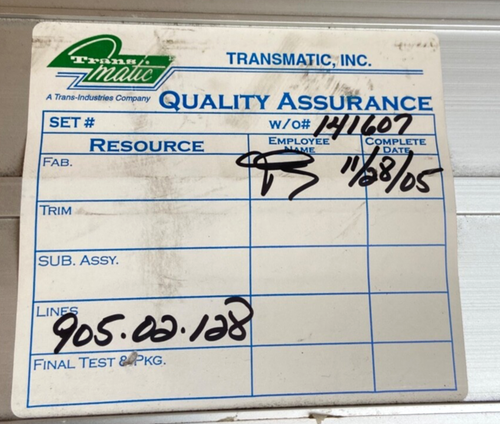 Trans-matic
TRANSMATIC, INC.
A Trans-Industries Company
QUALITY ASSURANCE
SET #
W/O# 141607
RESOURCE
EMPLOYEE NAME
COMPLETE DATE
FAB.
11/28/05
TRIM
SUB. ASSY.
LINES
905.02.128
FINAL TEST & PKG.